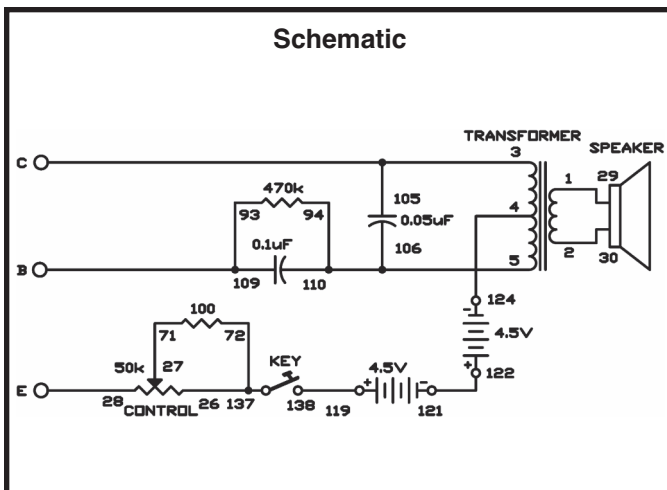 Schematic
TRANSFORMER
3
SPEAKER
C
470k
93 94
105
0.05uF
106
4
1
29
0.1uF
B
109 110
5
2
30
124
-
4.5V
+
122
100
71 72
50k 27
KEY
4.5V
+ -
E
28
CONTROL
26 137
138 119 121